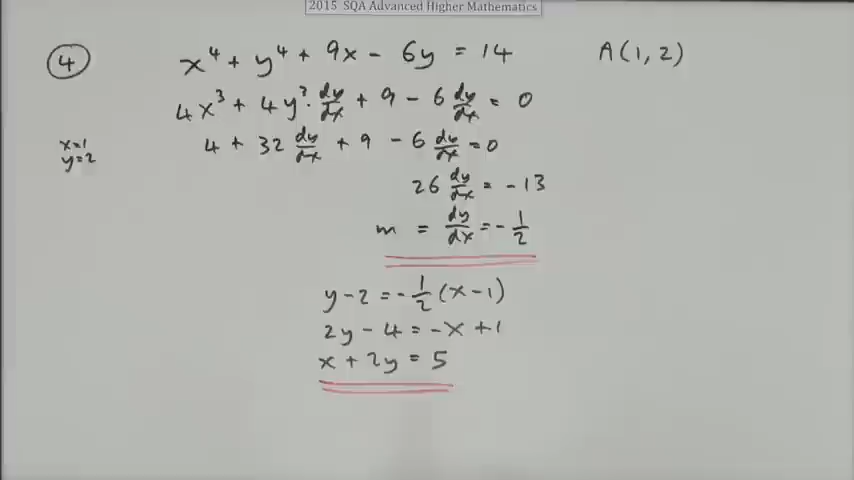 2015 SQA Advanced Higher Mathematics
4 x⁴ + y⁴ + 9x - 6y = 14 A(1, 2)
4x³ + 4y³· dy/dx + 9 - 6 dy/dx = 0
x=1
y=2
4 + 32 dy/dx + 9 - 6 dy/dx = 0
26 dy/dx = -13
m = dy/dx = -1/2
y - 2 = -1/2 (x - 1)
2y - 4 = -x + 1
x + 2y = 5